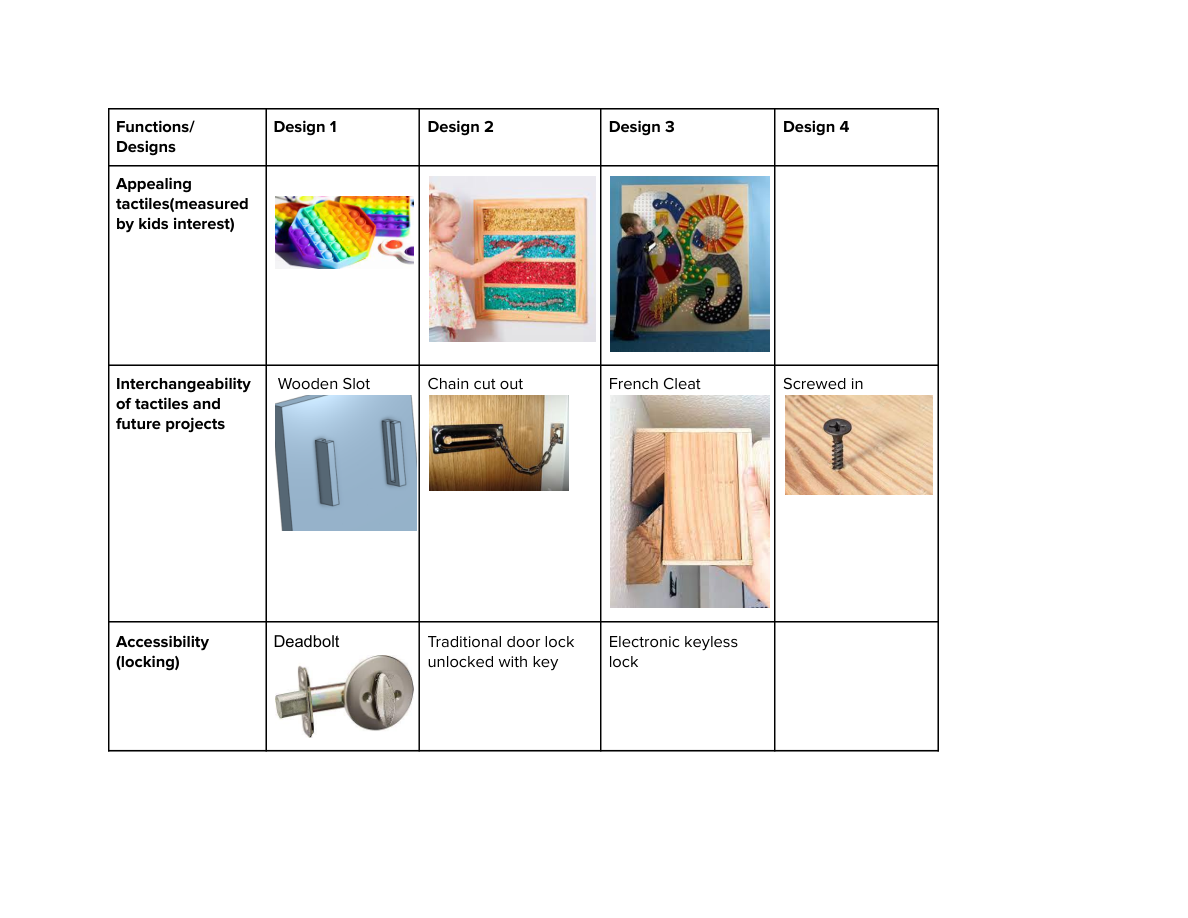 Functions/
Designs
Design 1
Design 2
Design 3
Design 4
Appealing
tactiles(measured
by kids interest)
Interchangeability
of tactiles and
future projects
Wooden Slot
Chain cut out
French Cleat
Screwed in
Accessibility
(locking)
Deadbolt
Traditional door lock
unlocked with key
Electronic keyless
lock